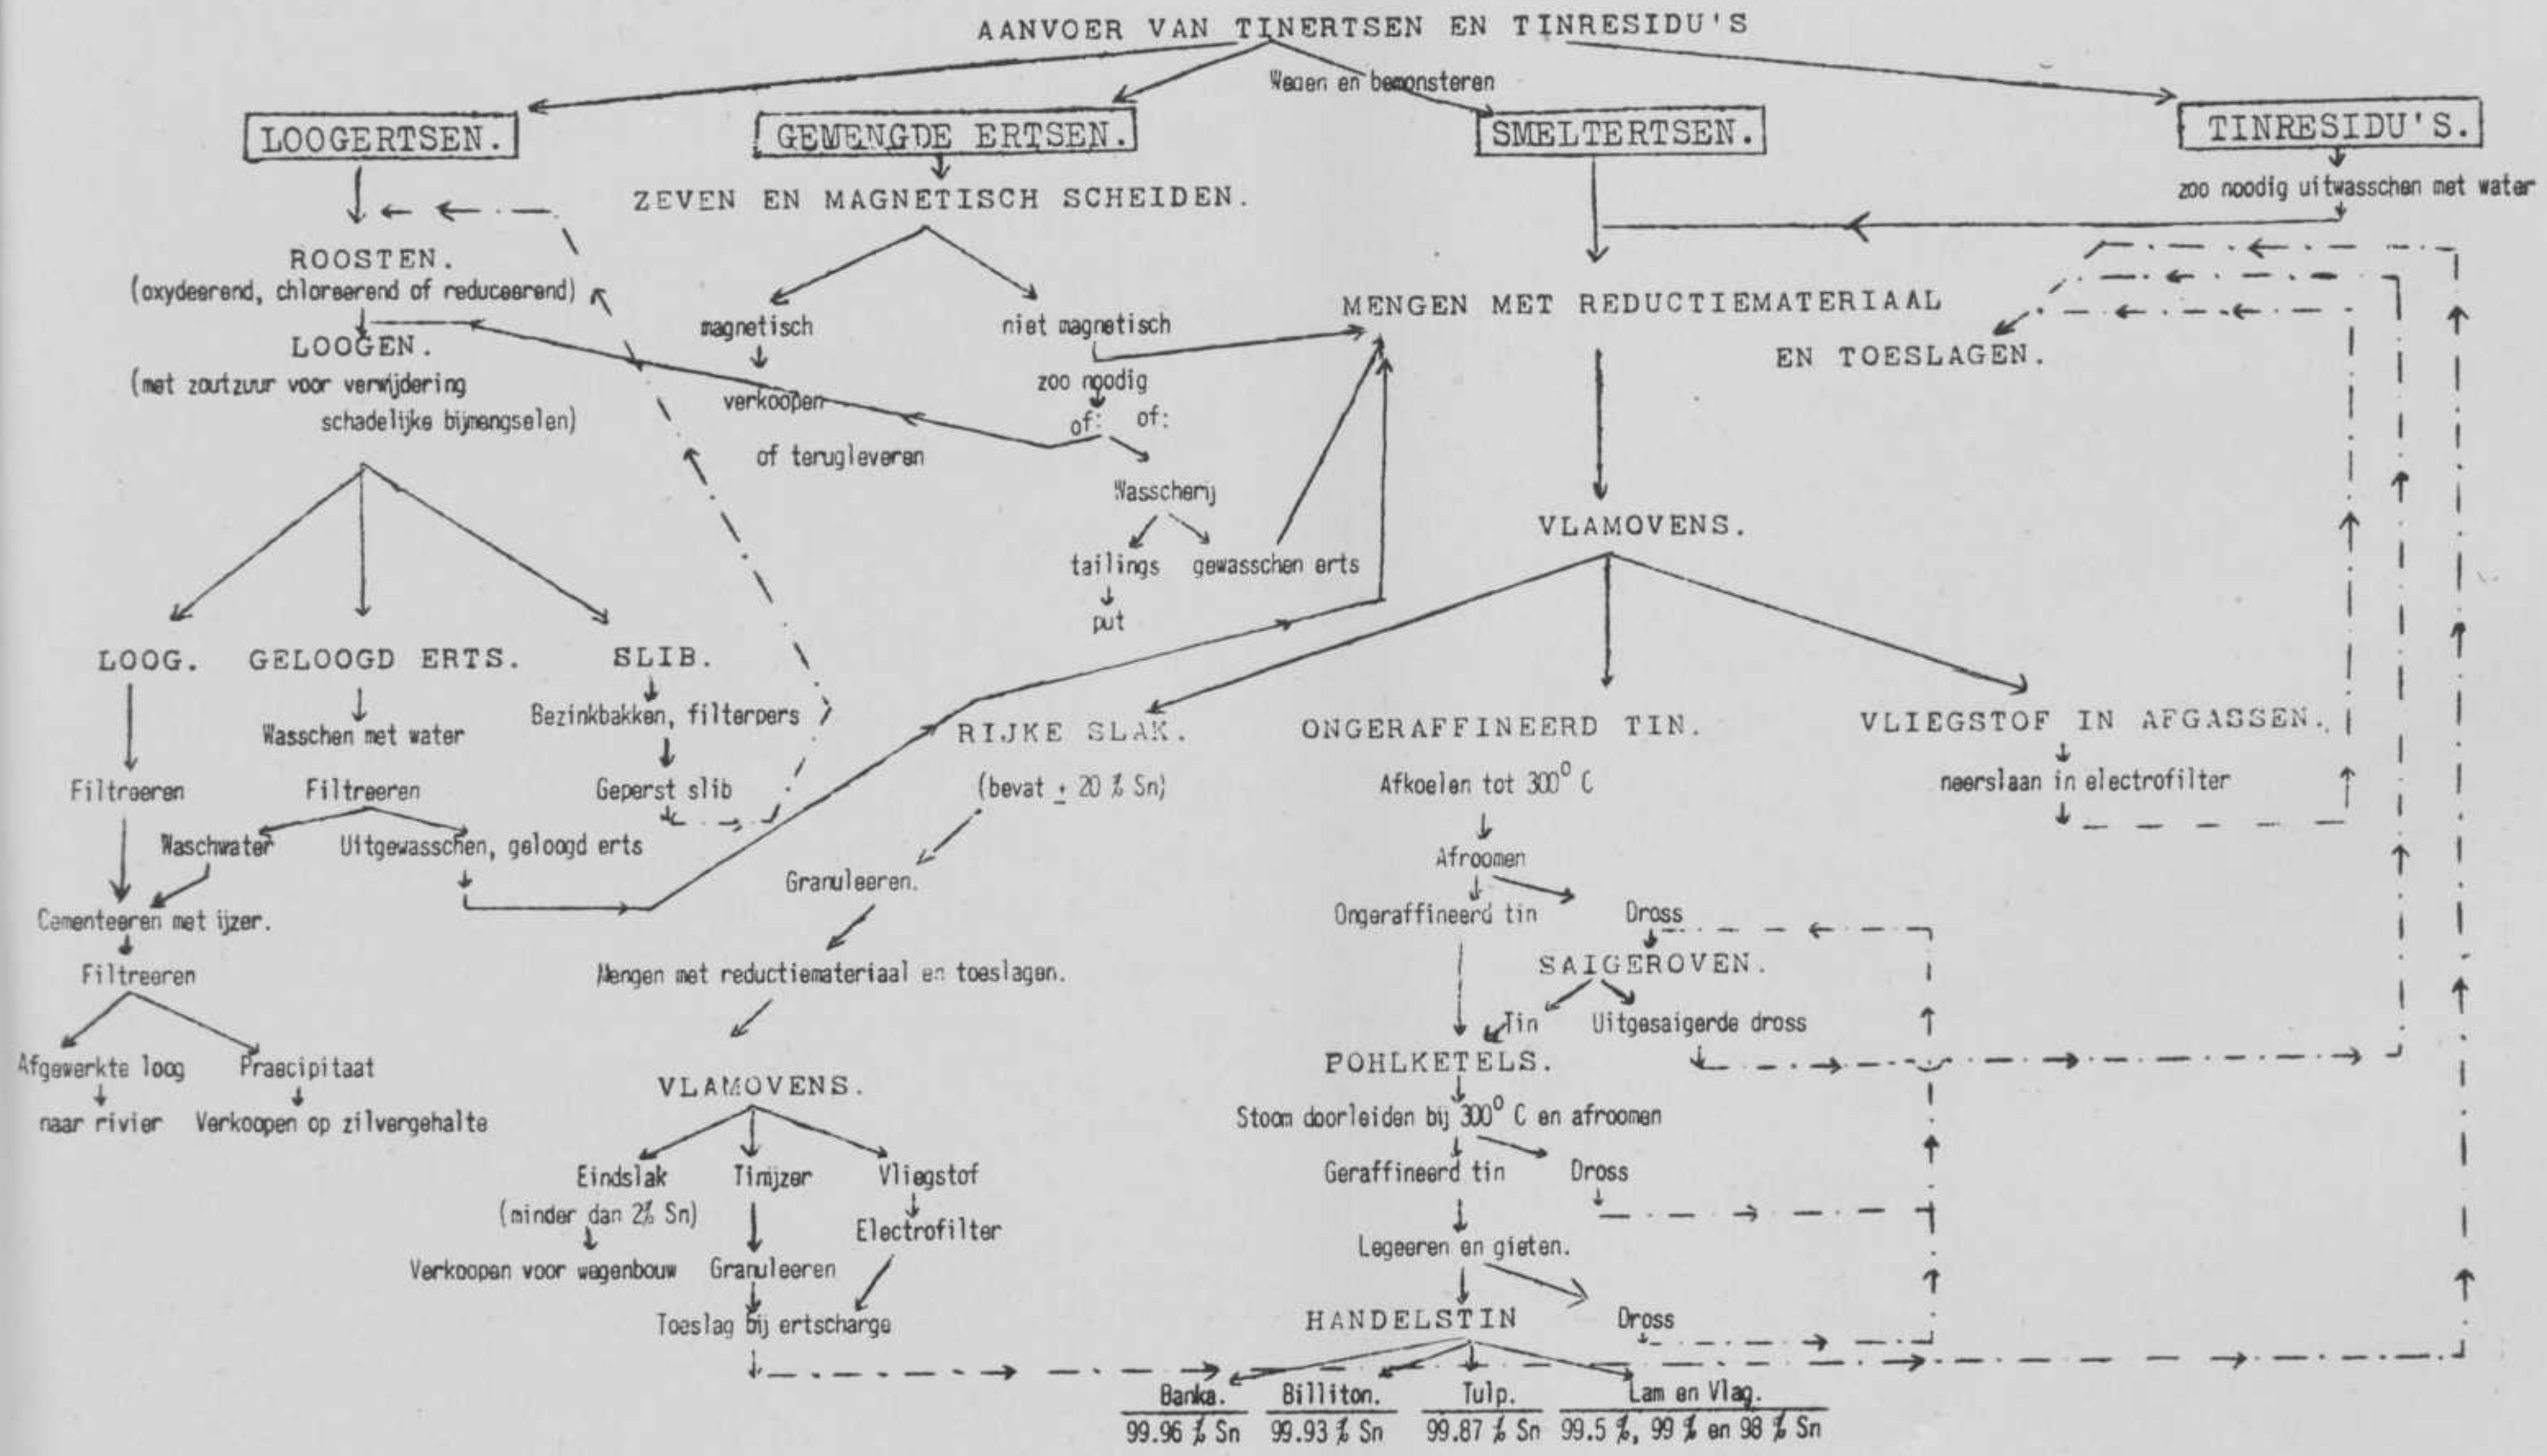 AANVOER VAN TINERTSEN EN TINRESIDU'S
Wegen en bemonsteren
LOOGERTSEN.
GEMENGDE ERTSEN.
SMELTERTSEN.
TINRESIDU'S.
zoo noodig uitwasschen met water
ZEVEN EN MAGNETISCH SCHEIDEN.
ROOSTEN.
(oxydeerend, chloreerend of reduceerend)
LOOGEN.
(met zoutzuur voor verwijdering
schadelijke bijmengselen)
magnetisch
verkoopen
of terugleveren
niet magnetisch
zoo noodig
of: of:
Wasscherij
tailings
gewasschen erts
put
MENGEN MET REDUCTIEMATERIAAL
EN TOESLAGEN.
VLAMOVENS.
LOOG.
GELOOGD ERTS.
SLIB.
Bezinkbakken, filterpers
Wasschen met water
Filtreeren
Filtreeren
Geperst slib
Waschwater
Uitgewasschen, geloogd erts
Cementeeren met ijzer.
Filtreeren
Afgewerkte loog
Praecipitaat
naar rivier
Verkoopen op zilvergehalte
RIJKE SLAK.
(bevat ± 20 % Sn)
Granuleeren.
Mengen met reductiemateriaal en toeslagen.
VLAMOVENS.
Eindslak
Tinijzer
Vliegstof
(minder dan 2% Sn)
Electrofilter
Verkoopen voor wegenbouw
Granuleeren
Toeslag bij ertscharge
ONGERAFFINEERD TIN.
Afkoelen tot 300° C
Afroomen
Ongeraffineerd tin
Dross
SAIGEROVEN.
Tin
Uitgesaigerde dross
POHLKETELS.
Stoom doorleiden bij 300° C en afroomen
Geraffineerd tin
Dross
Legeeren en gieten.
HANDELSTIN
Dross
VLIEGSTOF IN AFGASSEN.
neerslaan in electrofilter
Banka.
Billiton.
Tulp.
Lam en Vlag.
99.96 % Sn
99.93 % Sn
99.87 % Sn
99.5 %, 99 % en 98 % Sn